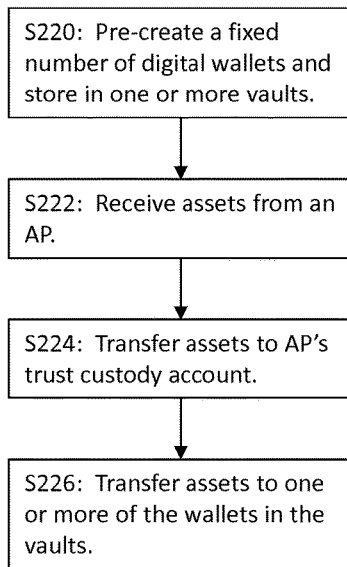 S220: Pre-create a fixed
number of digital wallets and
store in one or more vaults.
S222: Receive assets from an
AP.
S224: Transfer assets to AP's
trust custody account.
S226: Transfer assets to one
or more of the wallets in the
vaults.